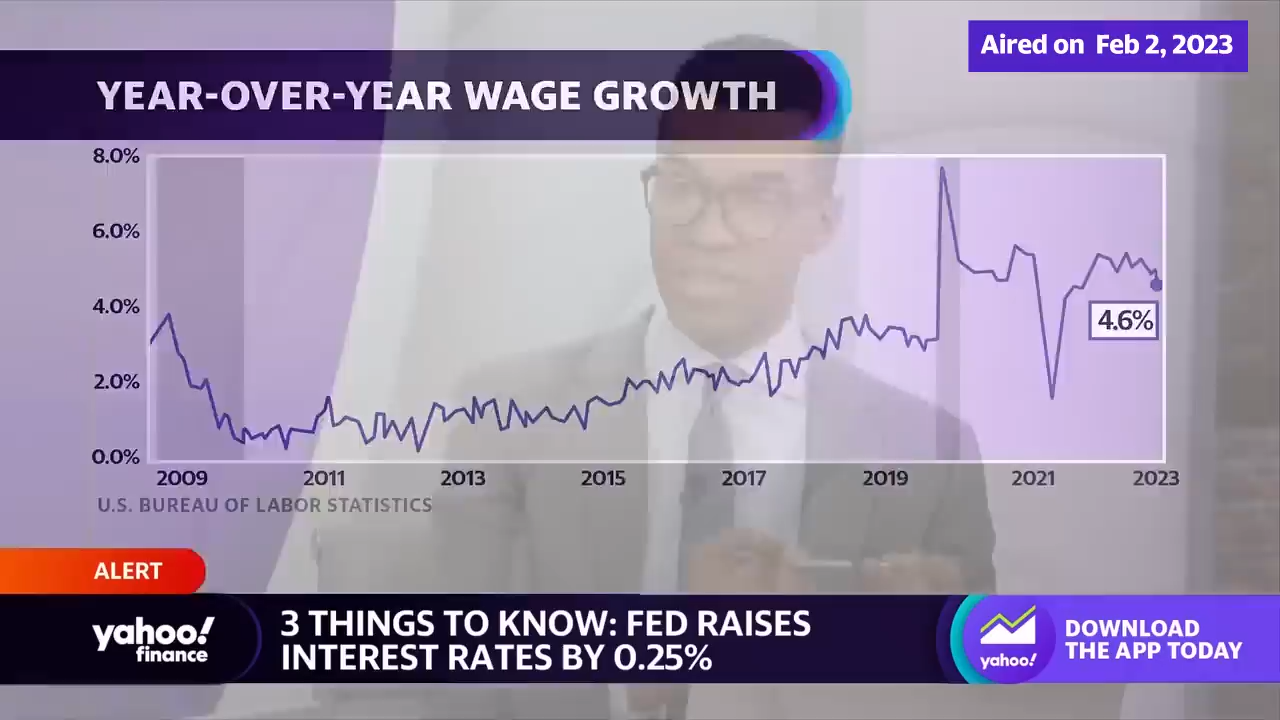 Aired on Feb 2, 2023
YEAR-OVER-YEAR WAGE GROWTH
8.0%
6.0%
4.0%
2.0%
0.0%
4.6%
2009 2011 2013 2015 2017 2019 2021 2023
U.S. BUREAU OF LABOR STATISTICS
ALERT
yahoo!
finance
3 THINGS TO KNOW: FED RAISES
INTEREST RATES BY 0.25%
yahoo!
DOWNLOAD
THE APP TODAY